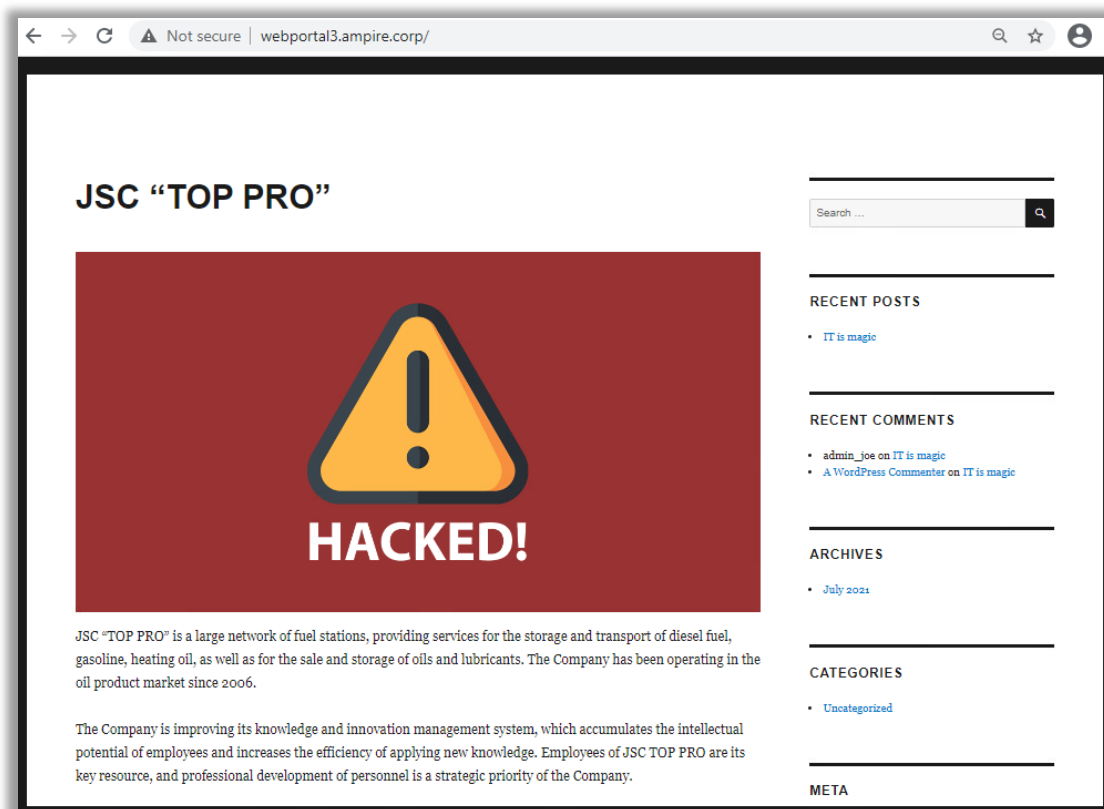 Not secure | webportal3.ampire.corp/
JSC “TOP PRO”
HACKED!
JSC “TOP PRO” is a large network of fuel stations, providing services for the storage and transport of diesel fuel,
gasoline, heating oil, as well as for the sale and storage of oils and lubricants. The Company has been operating in the
oil product market since 2006.
The Company is improving its knowledge and innovation management system, which accumulates the intellectual
potential of employees and increases the efficiency of applying new knowledge. Employees of JSC TOP PRO are its
key resource, and professional development of personnel is a strategic priority of the Company.
Search ...
RECENT POSTS
IT is magic
RECENT COMMENTS
admin_joe on IT is magic
A WordPress Commenter on IT is magic
ARCHIVES
July 2021
CATEGORIES
Uncategorized
META